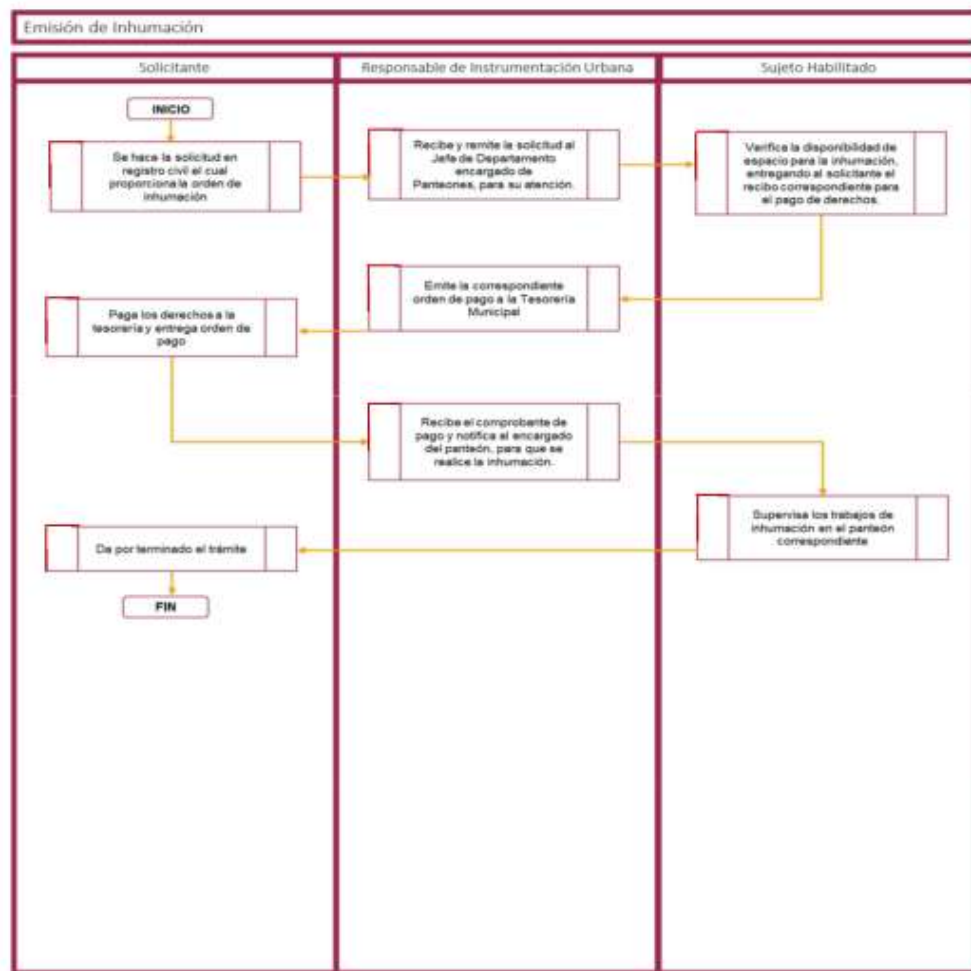 Emisión de Inhumación
Solicitante
Responsable de Instrumentación Urbana
Sujeto Habilitado
INICIO
Se hace la solicitud en
registro civil el cual
proporciona la orden de
inhumación
Recibe y remite la solicitud al
Jefe de Departamento
encargado de
Panteones, para su atención.
Verifica la disponibilidad de
espacio para la inhumación,
entregando al solicitante el
recibo correspondiente para
el pago de derechos.
Emite la correspondiente
orden de pago a la Tesorería
Municipal
Paga los derechos a la
tesorería y entrega orden de
pago
Recibe el comprobante de
pago y notifica al encargado
del panteón, para que se
realice la inhumación.
Supervisa los trabajos de
inhumación en el panteón
correspondiente
Da por terminado el trámite
FIN